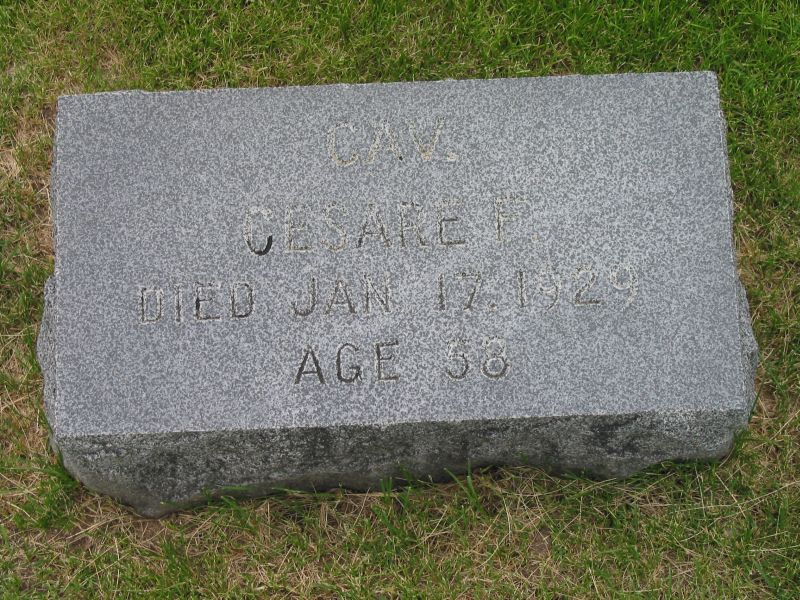 CAV.
CESARE F.
DIED JAN 17. 1929
AGE 58